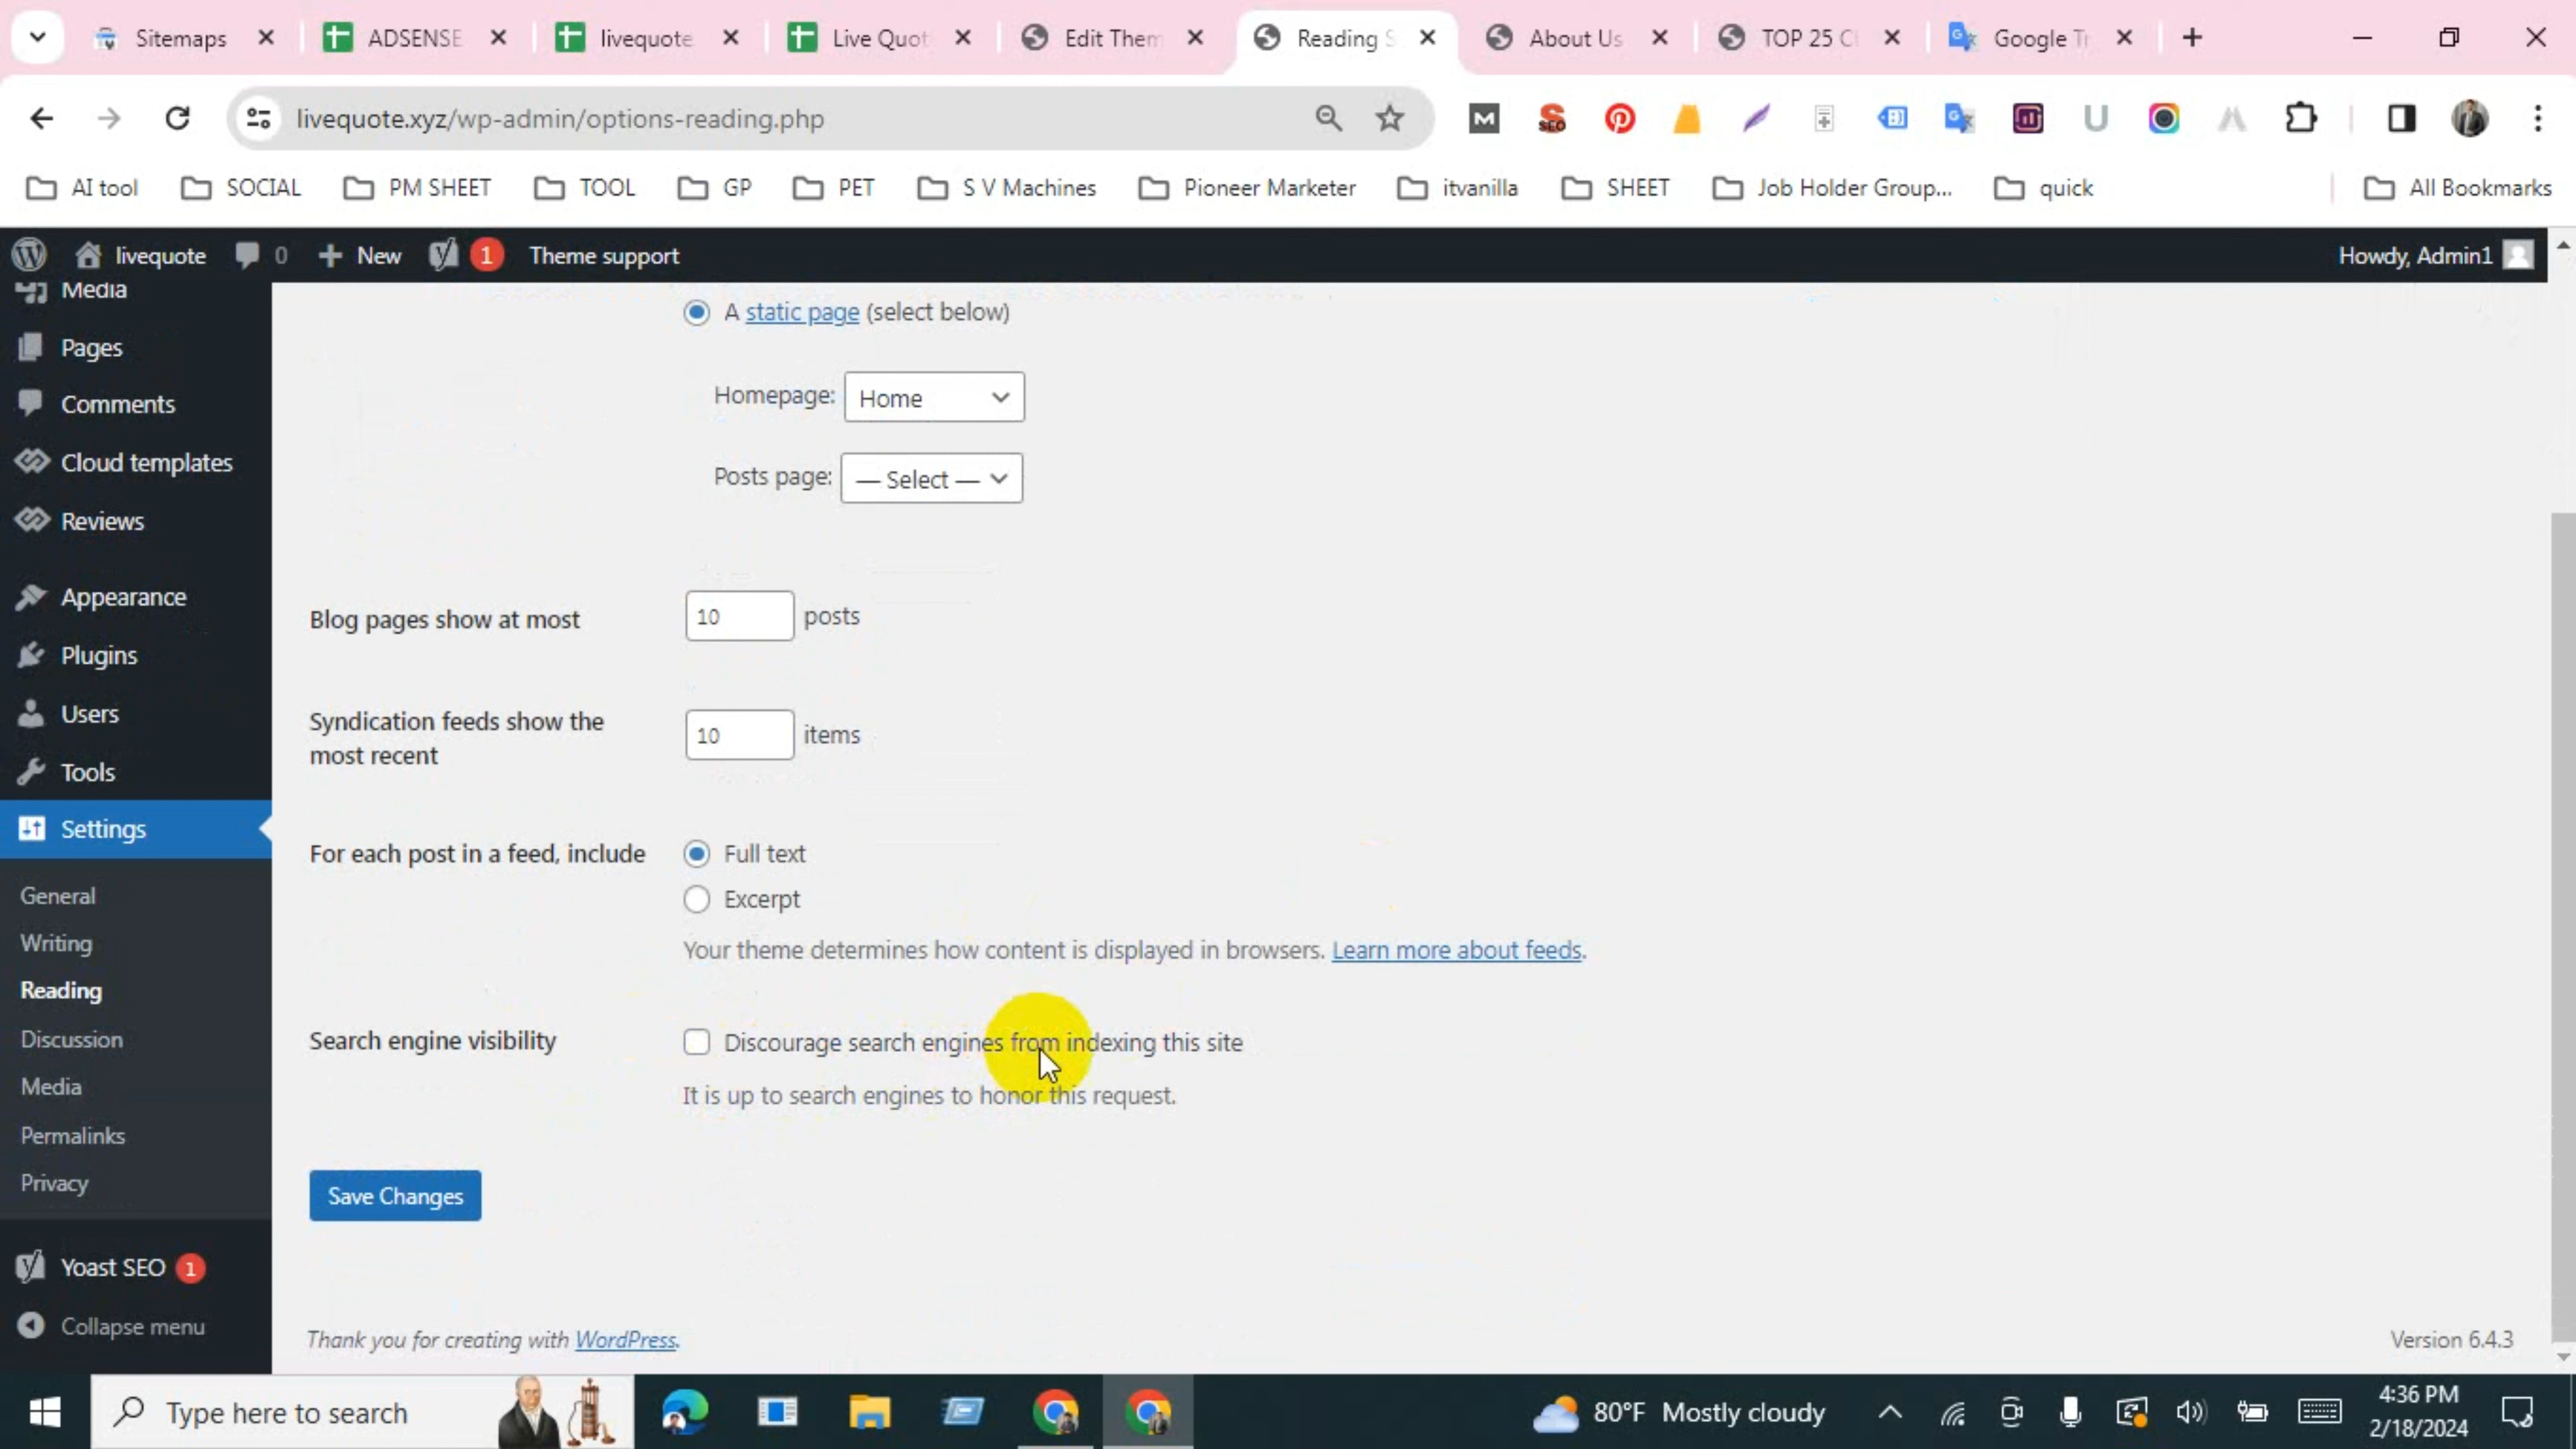 Sitemaps
ADSENSE
livequote
Live Quot
Edit Them
Reading S
About Us
TOP 25 C
Google Tr
livequote.xyz/wp-admin/options-reading.php
AI tool
SOCIAL
PM SHEET
TOOL
GP
PET
S V Machines
Pioneer Marketer
itvanilla
SHEET
Job Holder Group...
quick
All Bookmarks
livequote
0
New
1
Theme support
Howdy, Admin1
Media
Pages
Comments
Cloud templates
Reviews
Appearance
Plugins
Users
Tools
Settings
General
Writing
Reading
Discussion
Media
Permalinks
Privacy
Yoast SEO 1
Collapse menu
A static page (select below)
Homepage: Home
Posts page: — Select —
Blog pages show at most 10 posts
Syndication feeds show the most recent 10 items
For each post in a feed, include
Full text
Excerpt
Your theme determines how content is displayed in browsers. Learn more about feeds.
Search engine visibility
Discourage search engines from indexing this site
It is up to search engines to honor this request.
Save Changes
Thank you for creating with WordPress.
Version 6.4.3
Type here to search
80°F Mostly cloudy
4:36 PM
2/18/2024